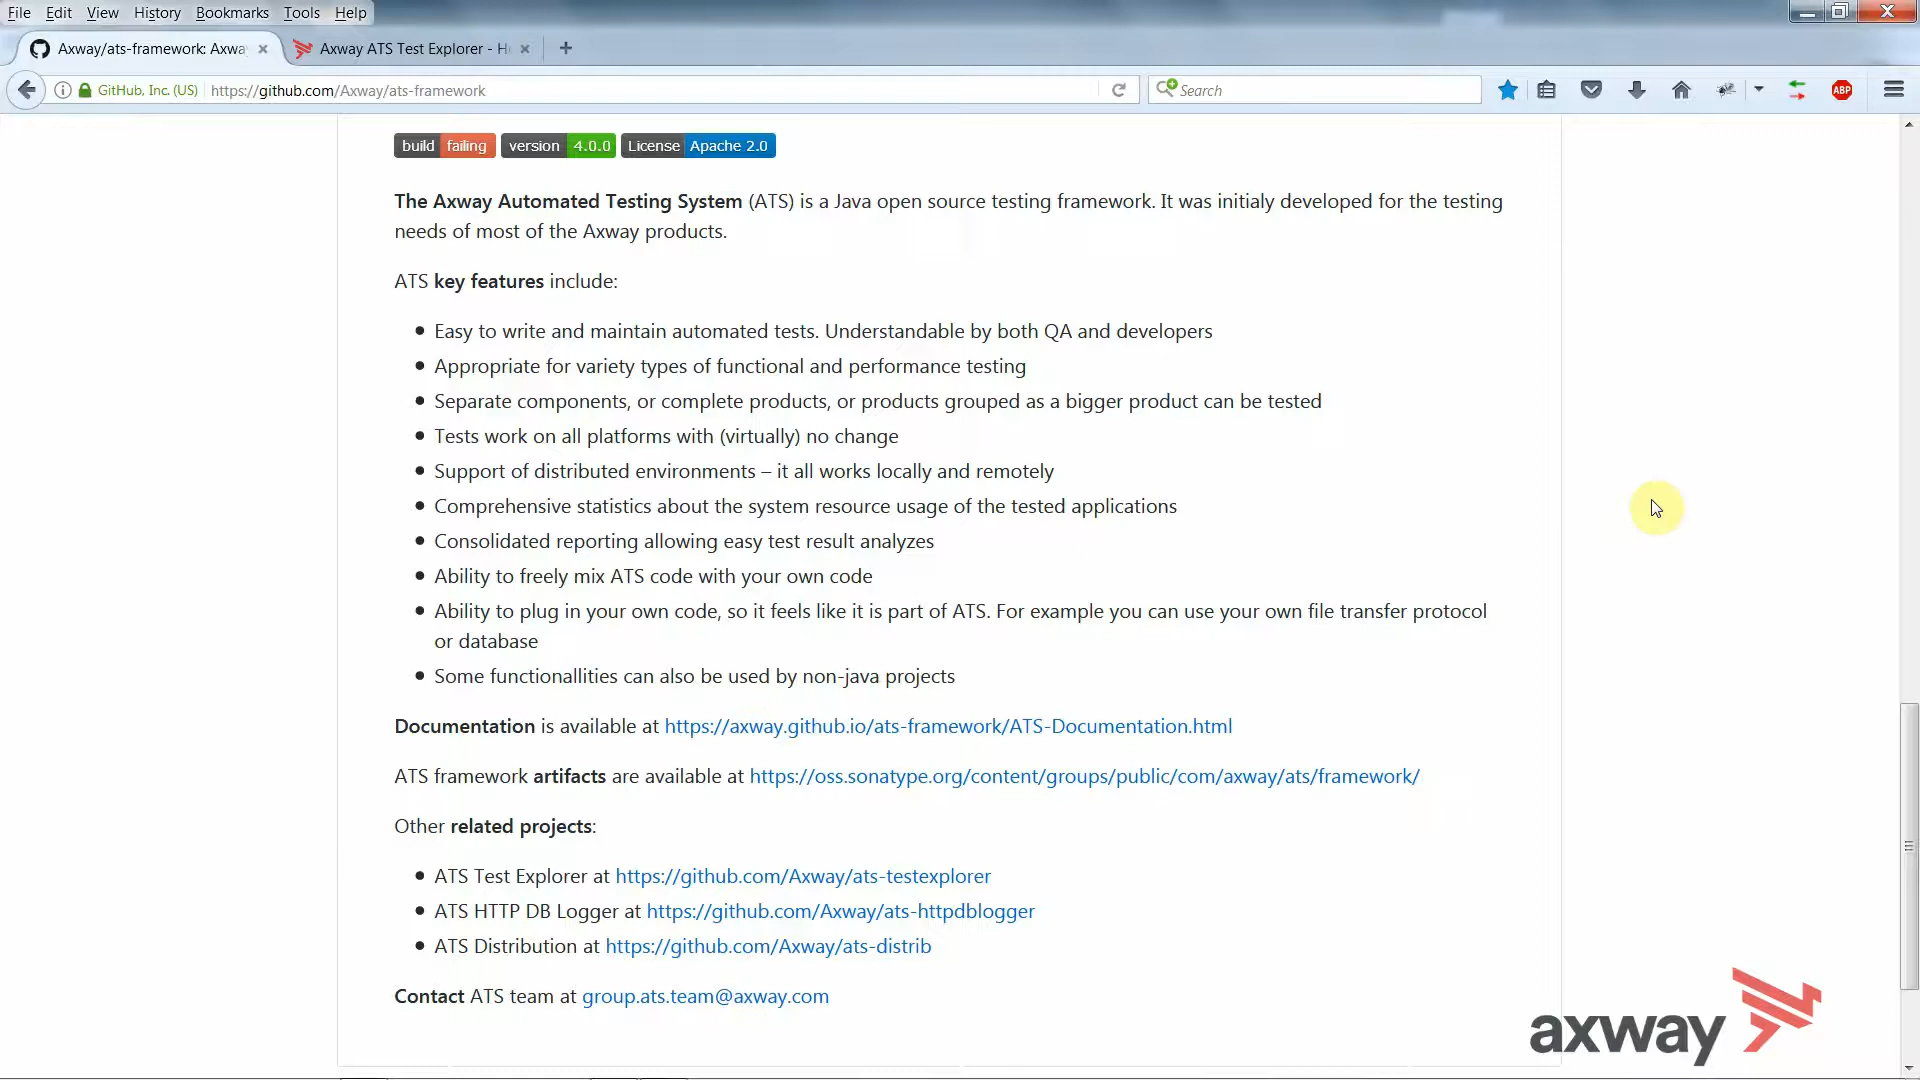 File Edit View History Bookmarks Tools Help
Axway/ats-framework: Axwa
Axway ATS Test Explorer - H
GitHub, Inc. (US) https://github.com/Axway/ats-framework
Search
ABP
build failing version 4.0.0 License Apache 2.0
The Axway Automated Testing System (ATS) is a Java open source testing framework. It was initialy developed for the testing
needs of most of the Axway products.
ATS key features include:
Easy to write and maintain automated tests. Understandable by both QA and developers
Appropriate for variety types of functional and performance testing
Separate components, or complete products, or products grouped as a bigger product can be tested
Tests work on all platforms with (virtually) no change
Support of distributed environments – it all works locally and remotely
Comprehensive statistics about the system resource usage of the tested applications
Consolidated reporting allowing easy test result analyzes
Ability to freely mix ATS code with your own code
Ability to plug in your own code, so it feels like it is part of ATS. For example you can use your own file transfer protocol
or database
Some functionallities can also be used by non-java projects
Documentation is available at https://axway.github.io/ats-framework/ATS-Documentation.html
ATS framework artifacts are available at https://oss.sonatype.org/content/groups/public/com/axway/ats/framework/
Other related projects:
ATS Test Explorer at https://github.com/Axway/ats-testexplorer
ATS HTTP DB Logger at https://github.com/Axway/ats-httpdblogger
ATS Distribution at https://github.com/Axway/ats-distrib
Contact ATS team at group.ats.team@axway.com
axway